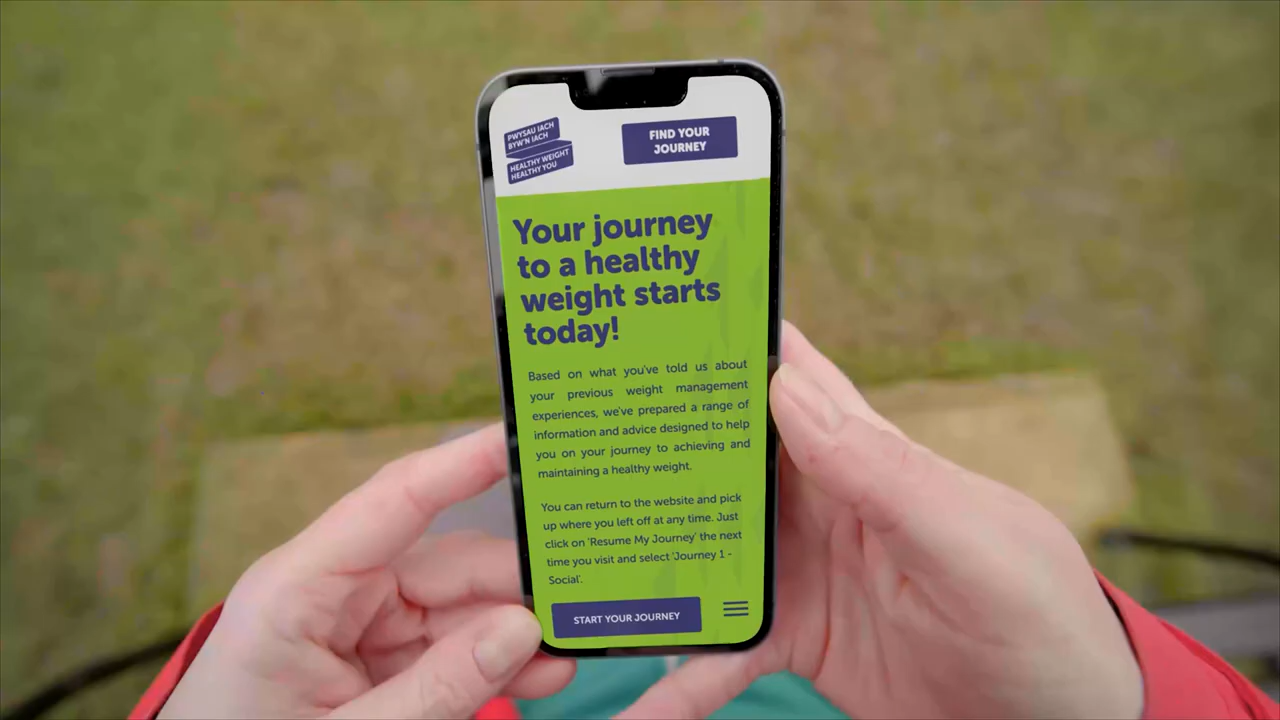 PWYSAU IACH
BYW'N IACH
HEALTHY WEIGHT
HEALTHY YOU
FIND YOUR
JOURNEY
Your journey
to a healthy
weight starts
today!
Based on what you've told us about
your previous weight management
experiences, we've prepared a range of
information and advice designed to help
you on your journey to achieving and
maintaining a healthy weight.
You can return to the website and pick
up where you left off at any time. Just
click on 'Resume My Journey' the next
time you visit and select 'Journey 1 -
Social'.
START YOUR JOURNEY